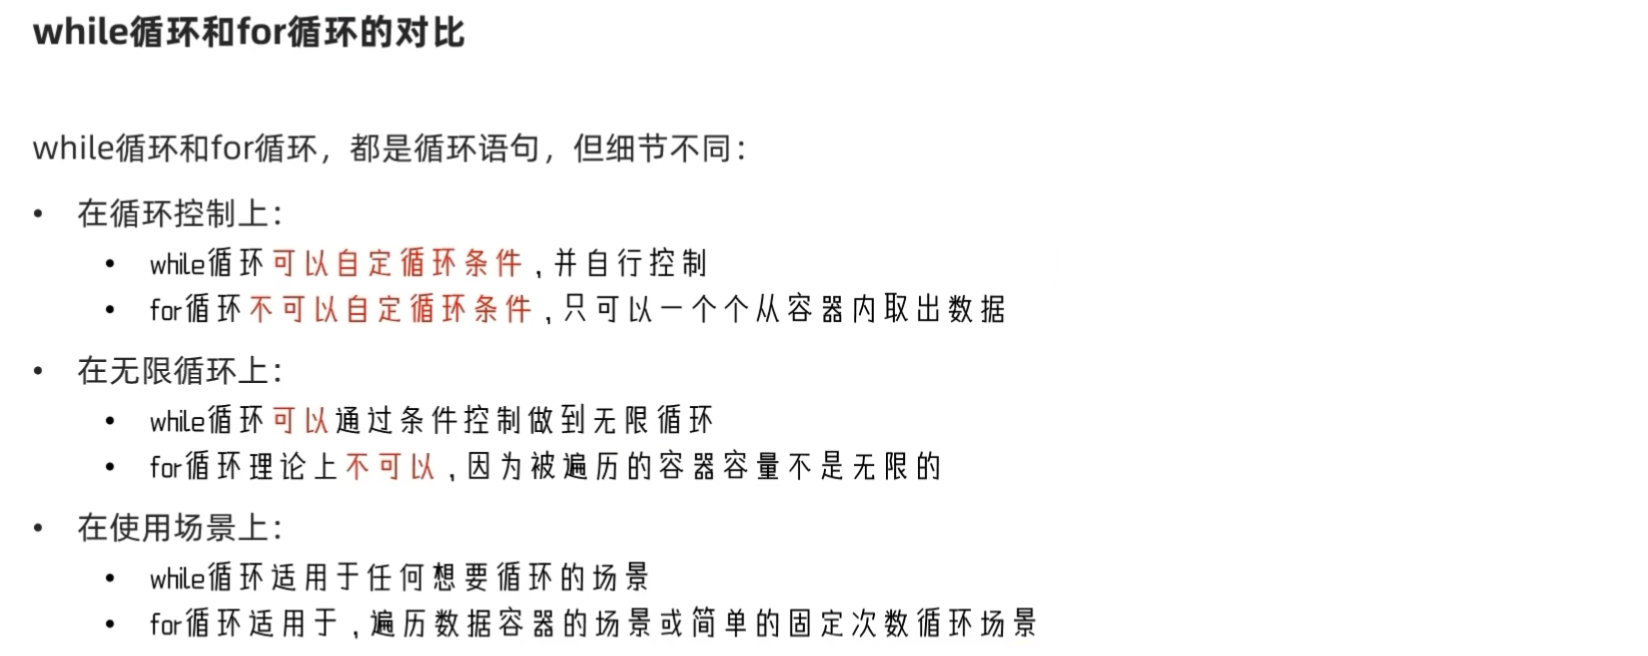 while循环和for循环的对比
while循环和for循环，都是循环语句，但细节不同：
• 在循环控制上：
• while循环可以自定循环条件，并自行控制
• for循环不可以自定循环条件，只可以一个个从容器内取出数据
• 在无限循环上：
• while循环可以通过条件控制做到无限循环
• for循环理论上不可以，因为被遍历的容器容量不是无限的
• 在使用场景上：
• while循环适用于任何想要循环的场景
• for循环适用于，遍历数据容器的场景或简单的固定次数循环场景